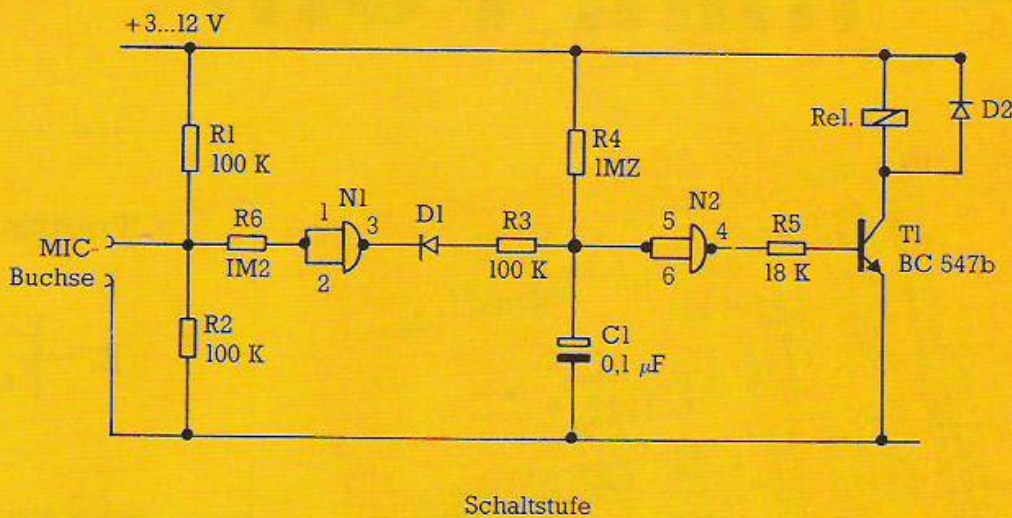 +3...12 V
R1
100 K
R4
1MZ
Rel.
D2
MIC
Buchse
R6
1M2
1
2
N1
3
D1
R3
100 K
5
6
N2
4
R5
18 K
T1
BC 547b
R2
100 K
C1
0,1 µF
Schaltstufe